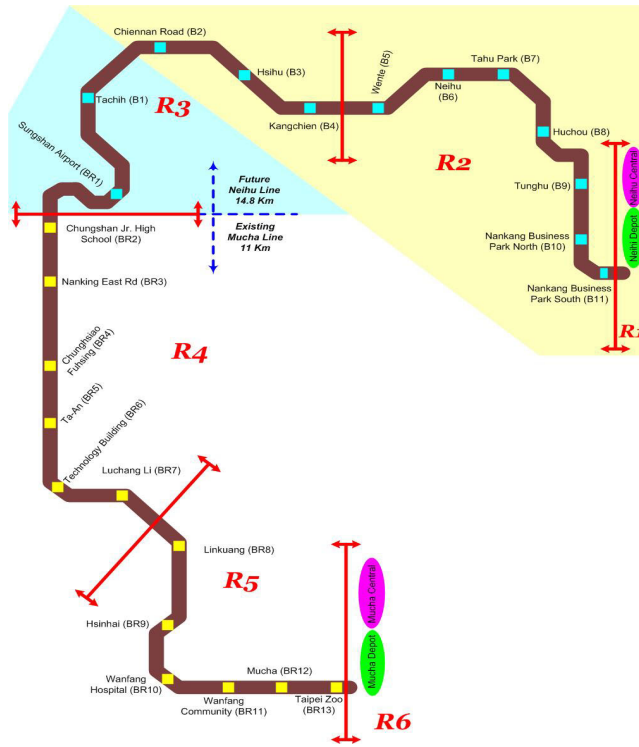 Chiennan Road (B2)
Wente (B5)
Tahu Park (B7)
Hsihu (B3)
Neihu
(B6)
Tachih (B1)
R3
Kangchien (B4)
Huchou (B8)
R2
Sungshan Airport (BR1)
Future
Neihu Line
14.8 Km
Tunghu (B9)
Neihu Central
Existing
Mucha Line
11 Km
Chungshan Jr. High
School (BR2)
Nankang Business
Park North (B10)
Neihi Depot
Nanking East Rd (BR3)
Nankang Business
Park South (B11)
R1
Chunghsiao
Fuhsing (BR4)
R4
Ta-An (BR5)
Technology Building (BR6)
Luchang Li (BR7)
Linkuang (BR8)
R5
Mucha Central
Hsinhai (BR9)
Mucha Depot
Mucha (BR12)
Wanfang
Hospital (BR10)
Wanfang
Community (BR11)
Taipei Zoo
(BR13)
R6